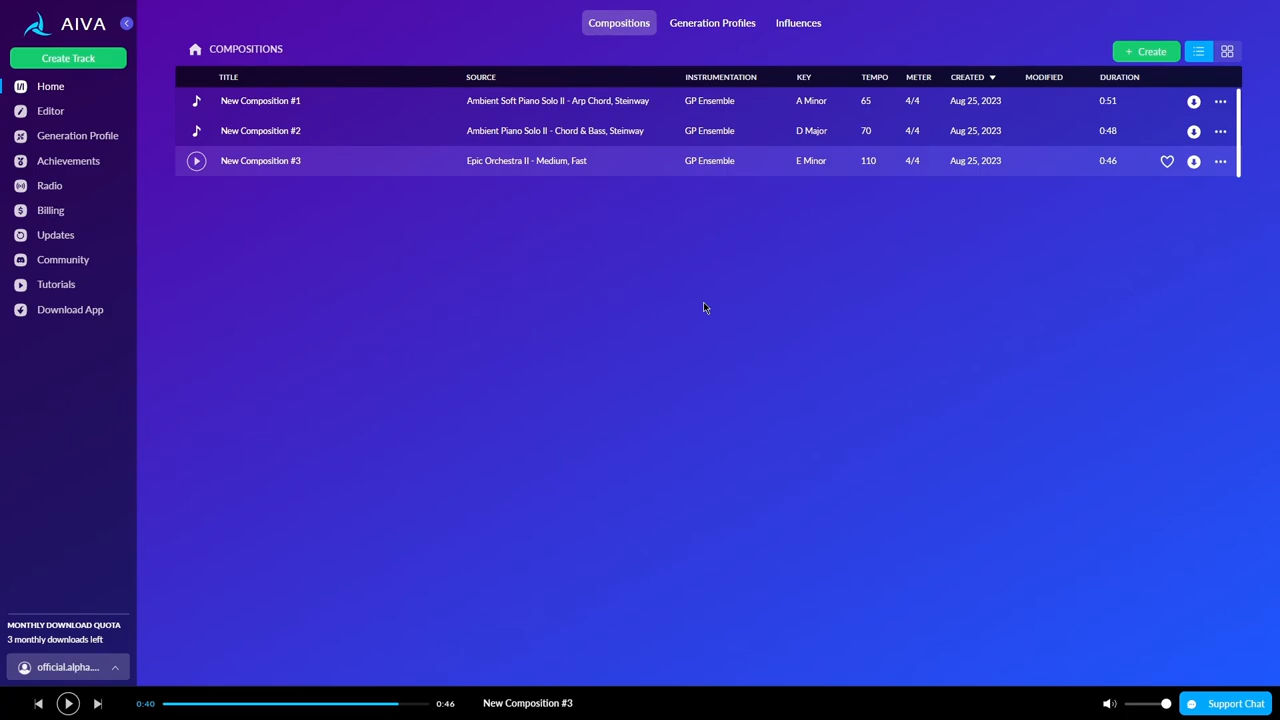 AIVA
Create Track
Home
Editor
Generation Profile
Achievements
Radio
Billing
Updates
Community
Tutorials
Download App
MONTHLY DOWNLOAD QUOTA
3 monthly downloads left
official.alpha....
Compositions Generation Profiles Influences
COMPOSITIONS
+ Create
TITLE SOURCE INSTRUMENTATION KEY TEMPO METER CREATED MODIFIED DURATION
New Composition #1 Ambient Soft Piano Solo II - Arp Chord, Steinway GP Ensemble A Minor 65 4/4 Aug 25, 2023 0:51
New Composition #2 Ambient Piano Solo II - Chord & Bass, Steinway GP Ensemble D Major 70 4/4 Aug 25, 2023 0:48
New Composition #3 Epic Orchestra II - Medium, Fast GP Ensemble E Minor 110 4/4 Aug 25, 2023 0:46
0:40 0:46 New Composition #3 Support Chat